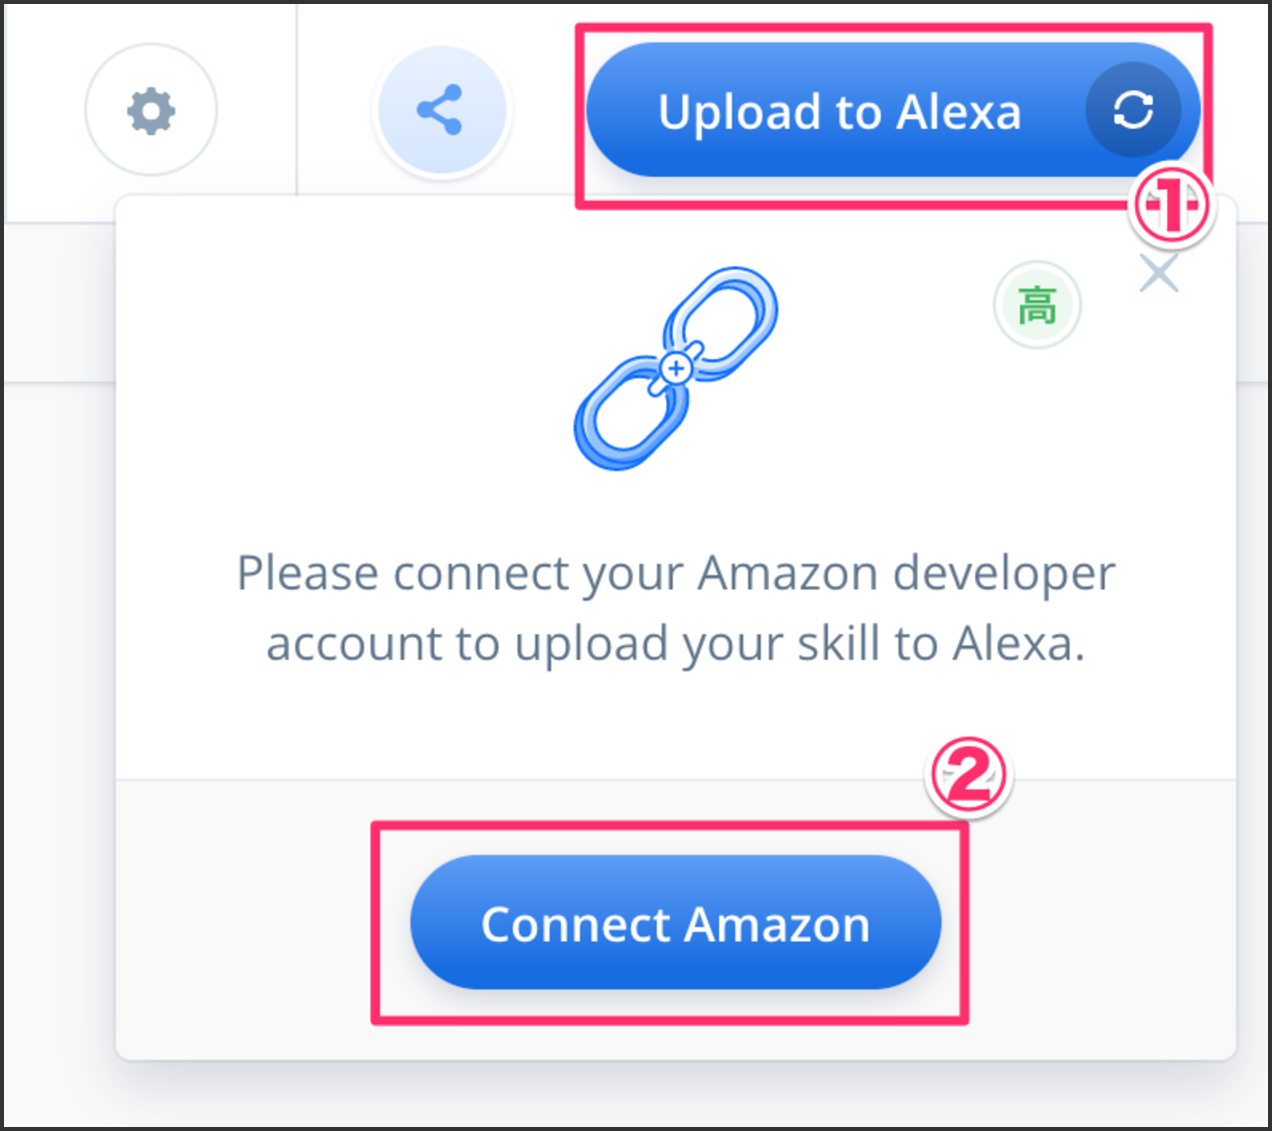 Upload to Alexa
①
高
Please connect your Amazon developer
account to upload your skill to Alexa.
②
Connect Amazon